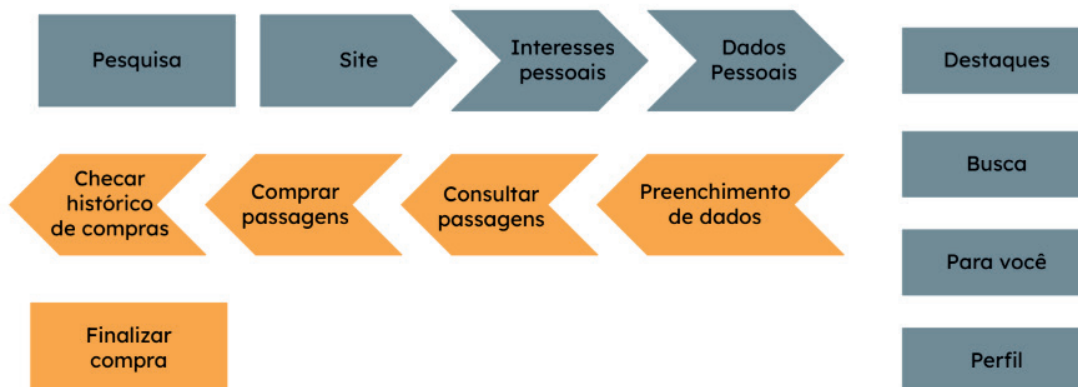 Pesquisa
Site
Interesses
pessoais
Dados
Pessoais
Destaques
Checar
histórico
de compras
Comprar
passagens
Consultar
passagens
Preenchimento
de dados
Busca
Para você
Finalizar
compra
Perfil